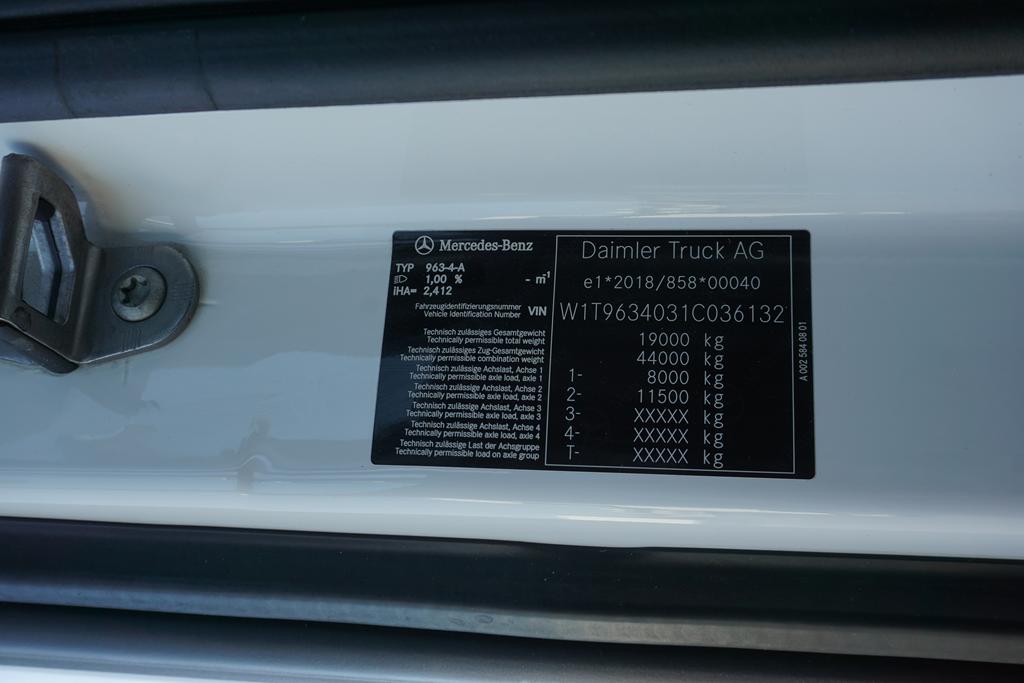 Mercedes-Benz
TYP 963-4-A
1,00 % - m⁻¹
iHA= 2,412
Daimler Truck AG
e1*2018/858*00040
Fahrzeugidentifizierungsnummer
Vehicle Identification Number
VIN W1T9634031C036132
Technisch zulässiges Gesamtgewicht
Technically permissible total weight
19000 kg
Technisch zulässiges Zug-Gesamtgewicht
Technically permissible combination weight
44000 kg
Technisch zulässige Achslast, Achse 1
Technically permissible axle load, axle 1
1- 8000 kg
Technisch zulässige Achslast, Achse 2
Technically permissible axle load, axle 2
2- 11500 kg
Technisch zulässige Achslast, Achse 3
Technically permissible axle load, axle 3
3- XXXXX kg
Technisch zulässige Achslast, Achse 4
Technically permissible axle load, axle 4
4- XXXXX kg
Technisch zulässige Last der Achsgruppe
Technically permissible load on axle group
T- XXXXX kg
A 002 584 08 01